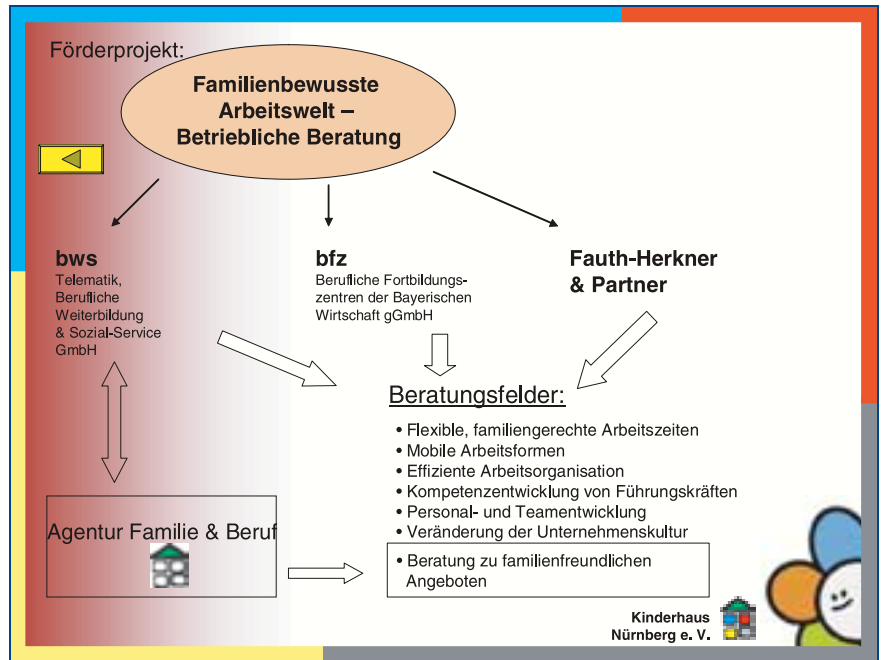 Förderprojekt:
Familienbewusste
Arbeitswelt –
Betriebliche Beratung
bws
Telematik,
Berufliche
Weiterbildung
& Sozial-Service
GmbH
bfz
Berufliche Fortbildungs-
zentren der Bayerischen
Wirtschaft gGmbH
Fauth-Herkner
& Partner
Beratungsfelder:
• Flexible, familiengerechte Arbeitszeiten
• Mobile Arbeitsformen
• Effiziente Arbeitsorganisation
• Kompetenzentwicklung von Führungskräften
• Personal- und Teamentwicklung
• Veränderung der Unternehmenskultur
• Beratung zu familienfreundlichen
Angeboten
Agentur Familie & Beruf
Kinderhaus
Nürnberg e. V.